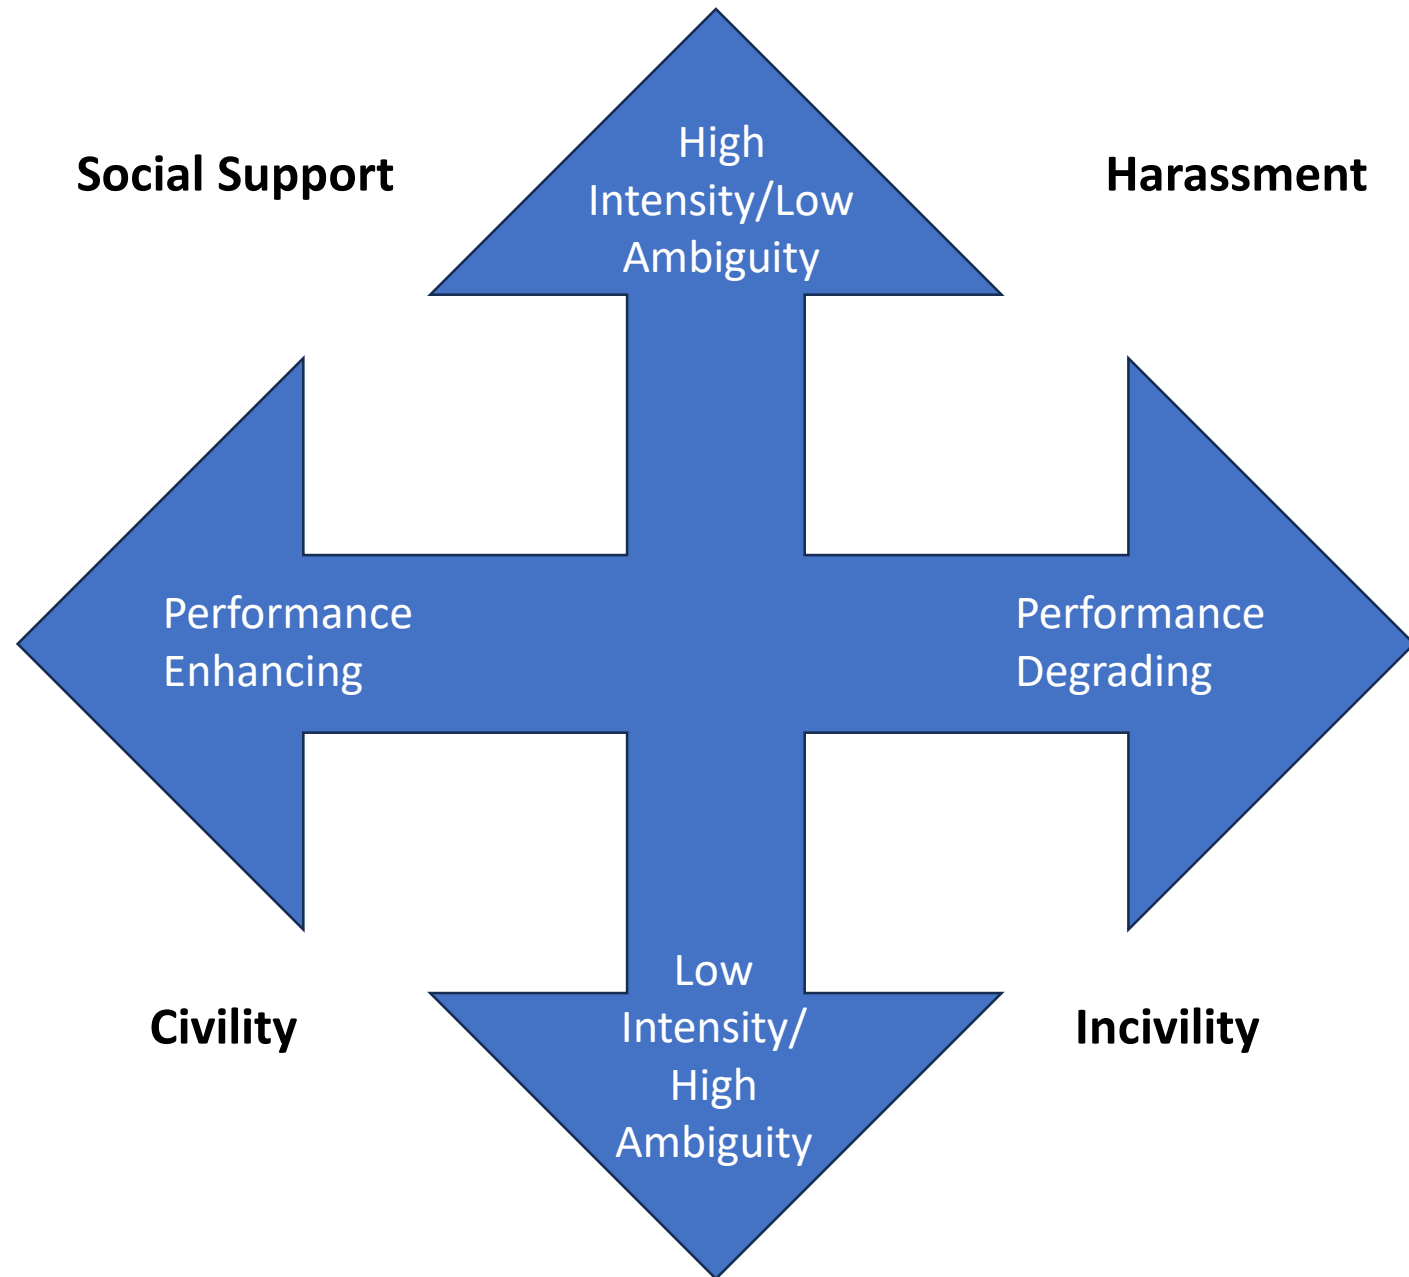 Social Support
High
Intensity/Low
Ambiguity
Harassment
Performance
Enhancing
Performance
Degrading
Civility
Low
Intensity/
High
Ambiguity
Incivility